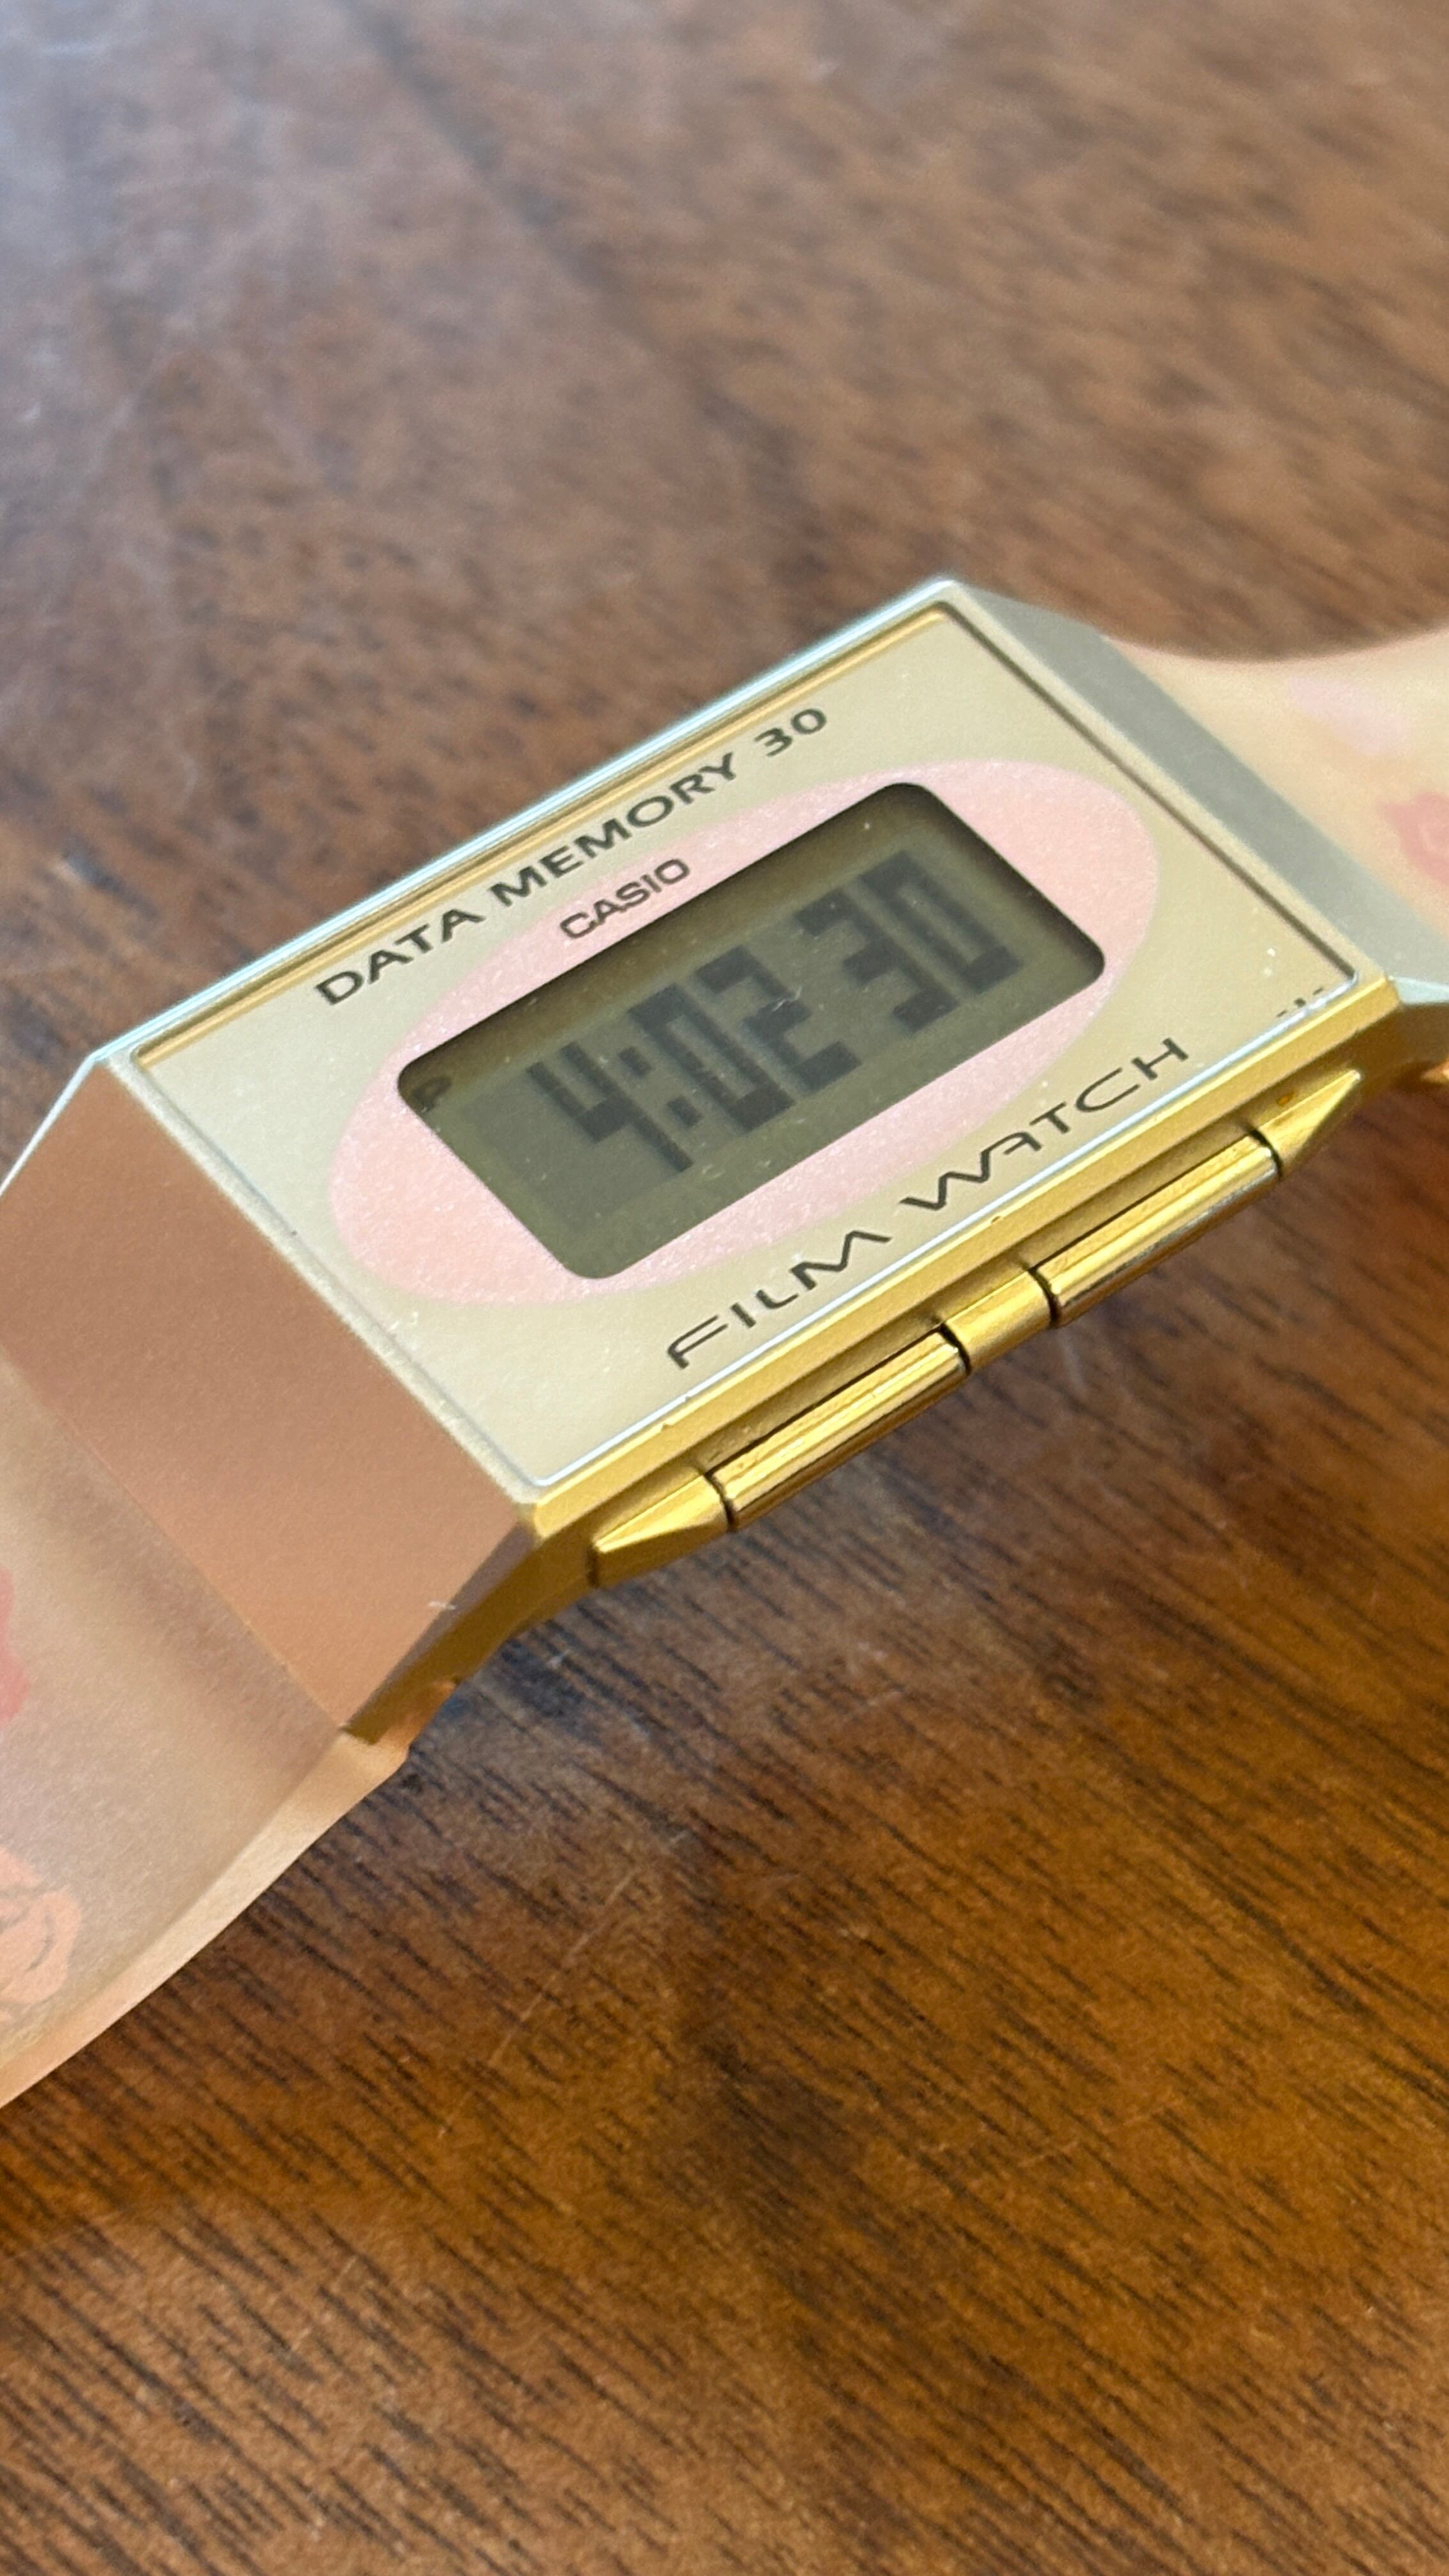 DATA MEMORY 30
CASIO
P
4:02 30
FILM WATCH